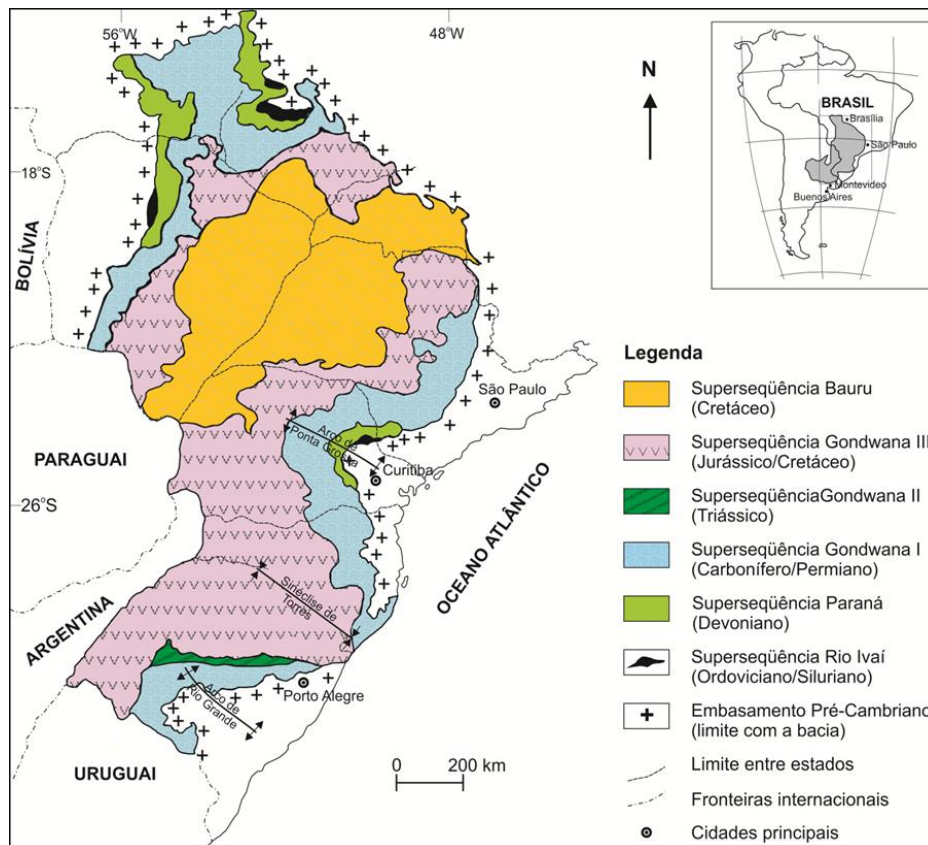 56°W
48°W
N
18°S
BOLÍVIA
PARAGUAI
26°S
ARGENTINA
URUGUAI
OCEANO ATLÂNTICO
São Paulo
Arco de
Ponta Grossa
Curitiba
Sinéclise de
Torres
Arco de
Rio Grande
Porto Alegre
0 200 km
BRASIL
Brasília
São Paulo
Montevideo
Buenos Aires
Legenda
Superseqüência Bauru
(Cretáceo)
Superseqüência Gondwana III
(Jurássico/Cretáceo)
SuperseqüênciaGondwana II
(Triássico)
Superseqüência Gondwana I
(Carbonífero/Permiano)
Superseqüência Paraná
(Devoniano)
Superseqüência Rio Ivaí
(Ordoviciano/Siluriano)
Embasamento Pré-Cambriano
(limite com a bacia)
Limite entre estados
Fronteiras internacionais
Cidades principais